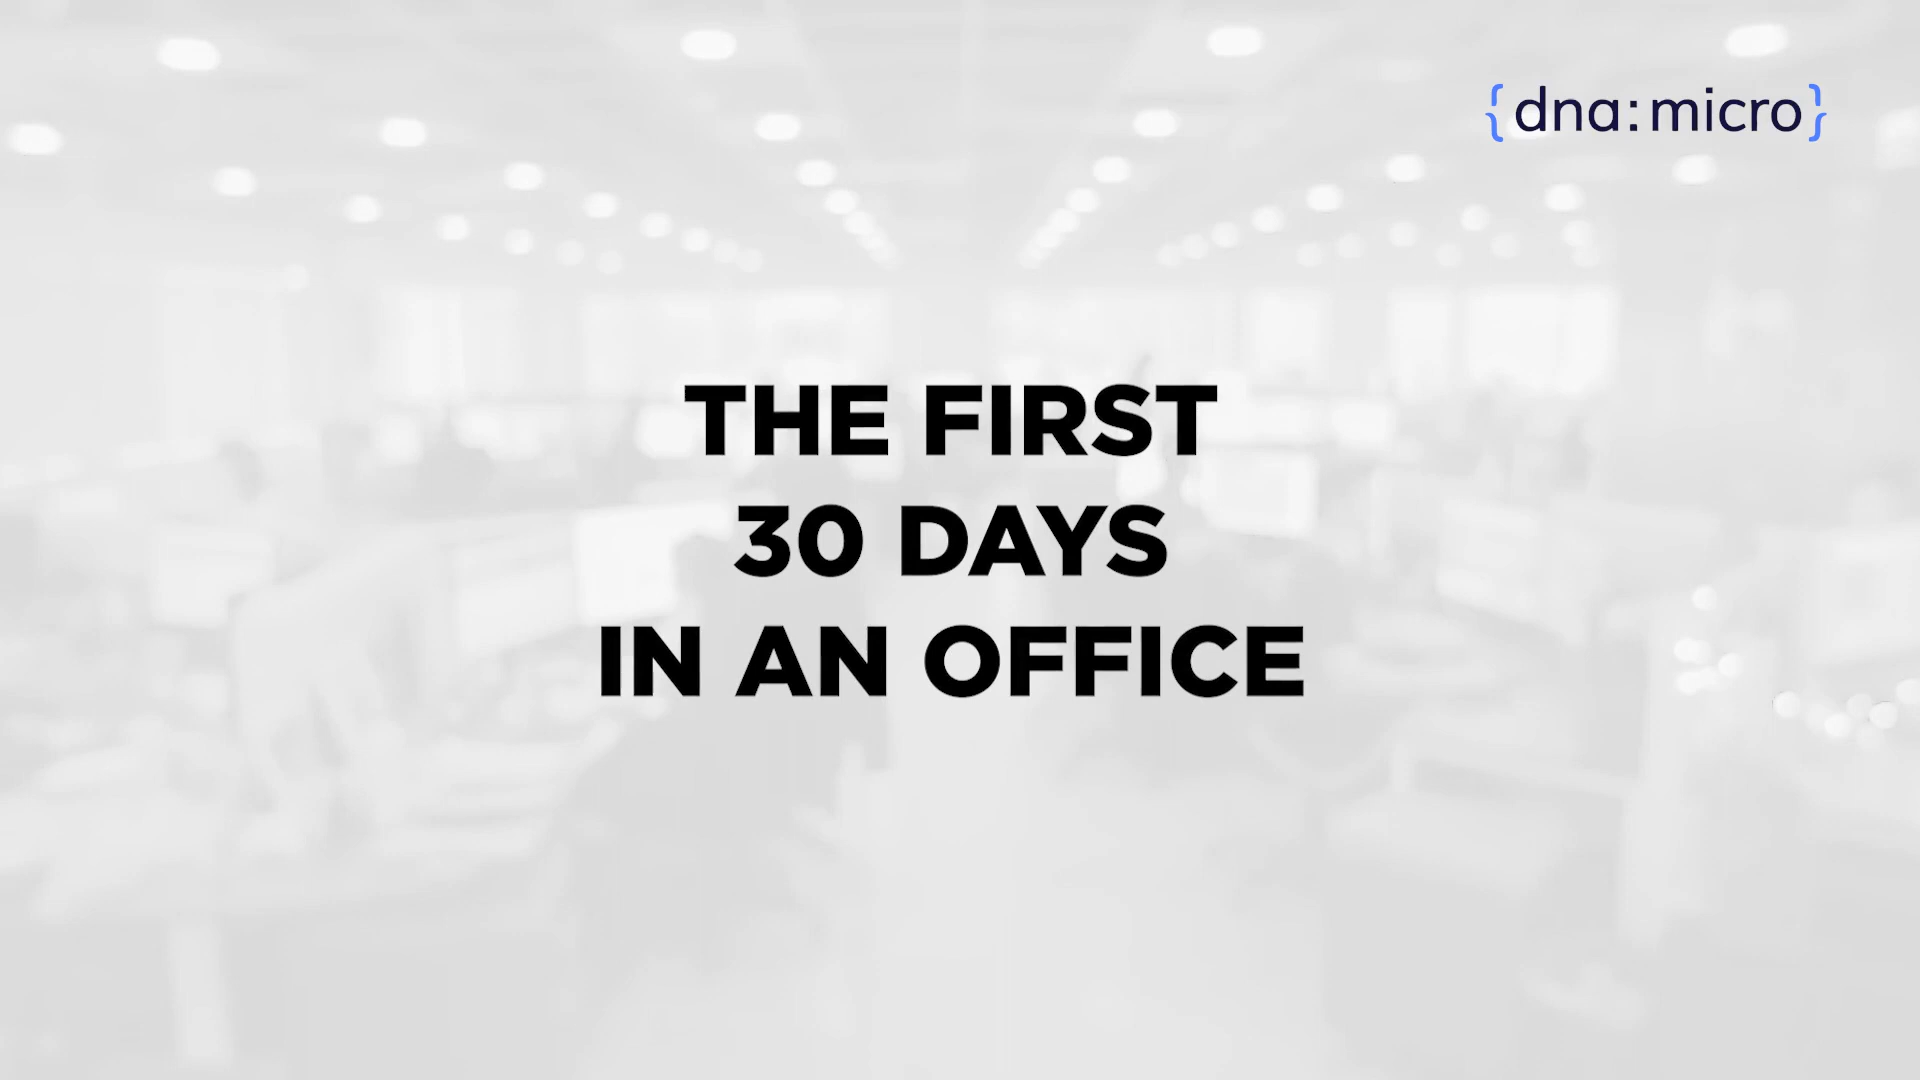 {dna:micro}
THE FIRST
30 DAYS
IN AN OFFICE